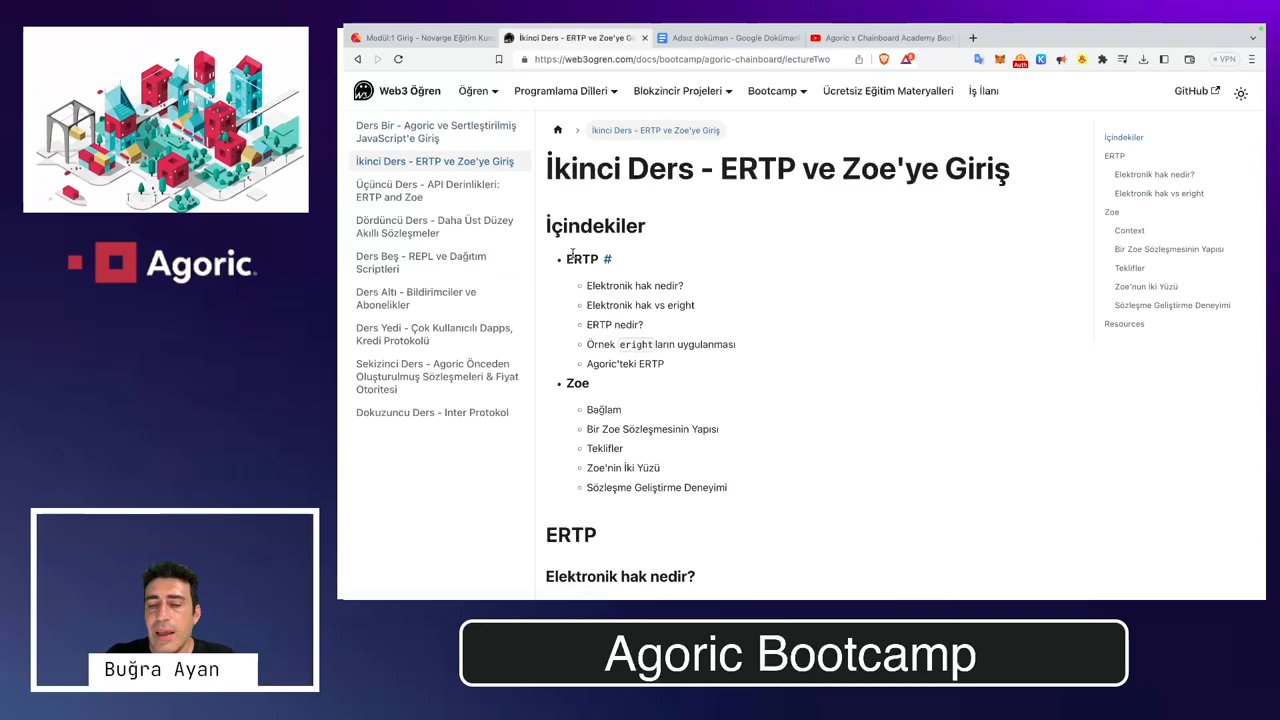 Modül:1 Giriş - Novarge Eğitim Kuru
İkinci Ders - ERTP ve Zoe'ye Gi
Adsız doküman - Google Doküman
Agoric x Chainboard Academy Boot
https://web3ogren.com/docs/bootcamp/agoric-chainboard/lectureTwo
Auth
VPN
Web3 Öğren
Öğren
Programlama Dilleri
Blokzincir Projeleri
Bootcamp
Ücretsiz Eğitim Materyalleri
İş İlanı
GitHub
Ders Bir - Agoric ve Sertleştirilmiş
JavaScript'e Giriş
İkinci Ders - ERTP ve Zoe'ye Giriş
Üçüncü Ders - API Derinlikleri:
ERTP and Zoe
Dördüncü Ders - Daha Üst Düzey
Akıllı Sözleşmeler
Ders Beş - REPL ve Dağıtım
Scriptleri
Ders Altı - Bildirimciler ve
Abonelikler
Ders Yedi - Çok Kullanıcılı Dapps,
Kredi Protokolü
Sekizinci Ders - Agoric Önceden
Oluşturulmuş Sözleşmeleri & Fiyat
Otoritesi
Dokuzuncu Ders - Inter Protokol
İkinci Ders - ERTP ve Zoe'ye Giriş
İkinci Ders - ERTP ve Zoe'ye Giriş
İçindekiler
• ERTP #
Elektronik hak nedir?
Elektronik hak vs eright
ERTP nedir?
Örnek erightların uygulanması
Agoric'teki ERTP
• Zoe
Bağlam
Bir Zoe Sözleşmesinin Yapısı
Teklifler
Zoe'nin İki Yüzü
Sözleşme Geliştirme Deneyimi
ERTP
Elektronik hak nedir?
İçindekiler
ERTP
Elektronik hak nedir?
Elektronik hak vs eright
Zoe
Context
Bir Zoe Sözleşmesinin Yapısı
Teklifler
Zoe'nun İki Yüzü
Sözleşme Geliştirme Deneyimi
Resources
Agoric.
Buğra Ayan
Agoric Bootcamp